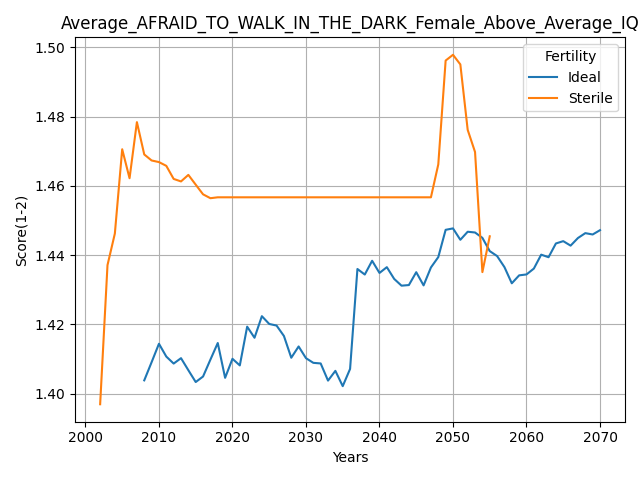 Average_AFRAID_TO_WALK_IN_THE_DARK_Female_Above_Average_IQ
Fertility
Ideal
Sterile
Score(1-2)
1.50
1.48
1.46
1.44
1.42
1.40
2000 2010 2020 2030 2040 2050 2060 2070
Years